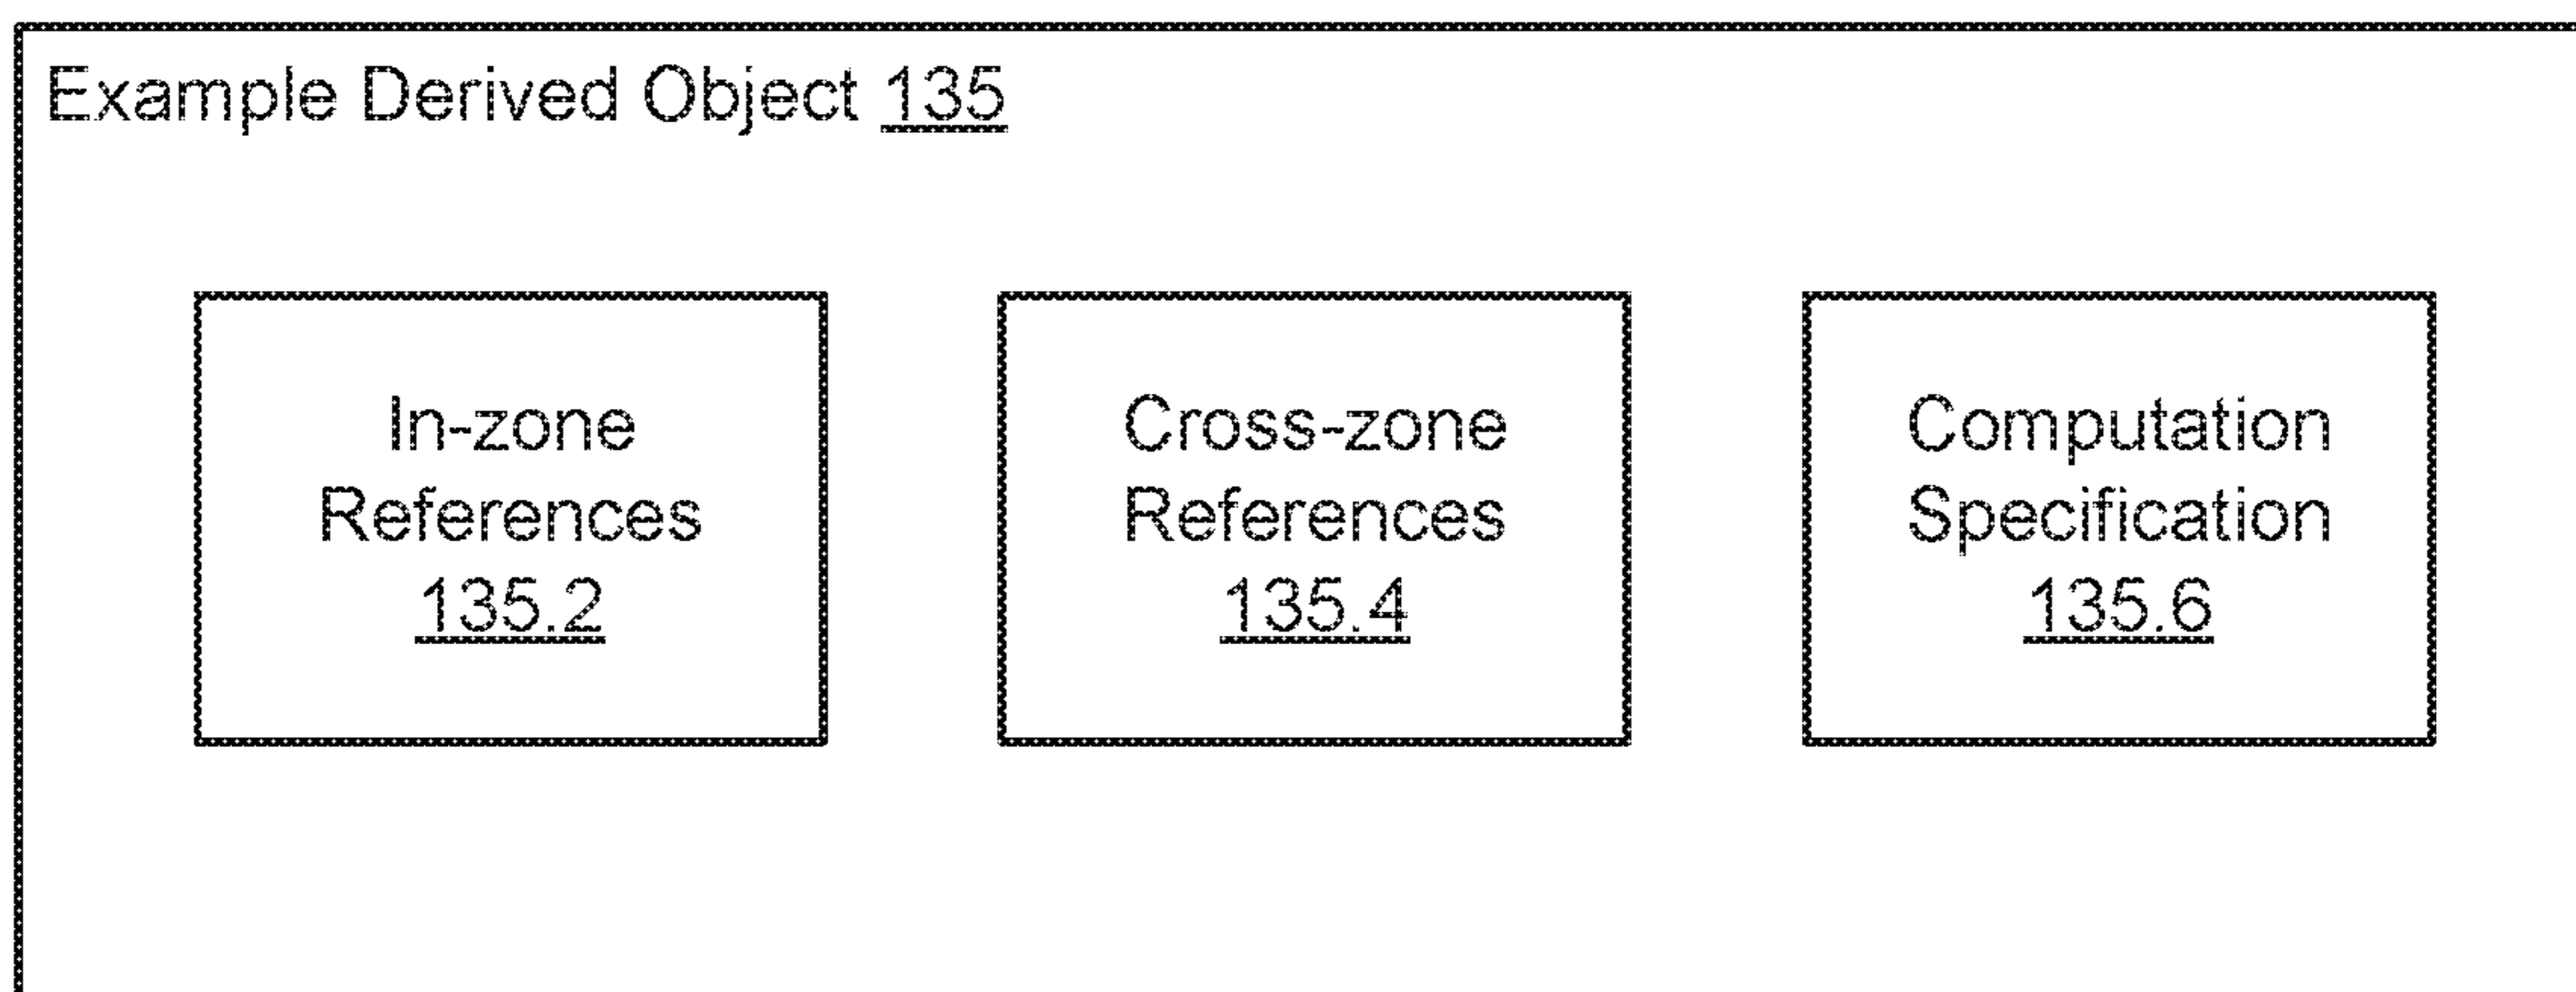 Example Derived Object 135
In-zone
References
135.2
Cross-zone
References
135.4
Computation
Specification
135.6